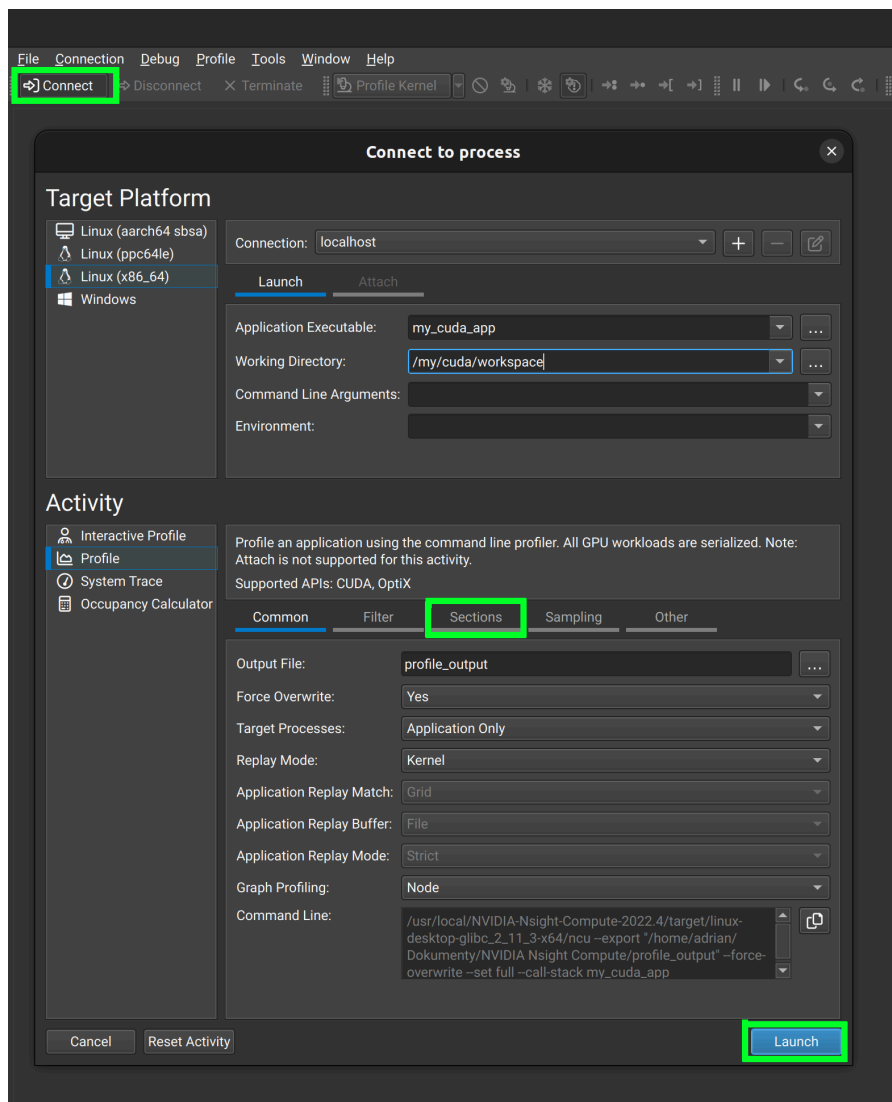 File Connection Debug Profile Tools Window Help
Connect Disconnect Terminate Profile Kernel
Connect to process
Target Platform
Linux (aarch64 sbsa)
Linux (ppc64le)
Linux (x86_64)
Windows
Connection: localhost
Launch Attach
Application Executable: my_cuda_app ...
Working Directory: /my/cuda/workspace ...
Command Line Arguments:
Environment:
Activity
Interactive Profile
Profile
System Trace
Occupancy Calculator
Profile an application using the command line profiler. All GPU workloads are serialized. Note:
Attach is not supported for this activity.
Supported APIs: CUDA, OptiX
Common Filter Sections Sampling Other
Output File: profile_output ...
Force Overwrite: Yes
Target Processes: Application Only
Replay Mode: Kernel
Application Replay Match: Grid
Application Replay Buffer: File
Application Replay Mode: Strict
Graph Profiling: Node
Command Line:
/usr/local/NVIDIA-Nsight-Compute-2022.4/target/linux-
desktop-glibc_2_11_3-x64/ncu --export "/home/adrian/
Dokumenty/NVIDIA Nsight Compute/profile_output" --force-
overwrite --set full --call-stack my_cuda_app
Cancel Reset Activity Launch